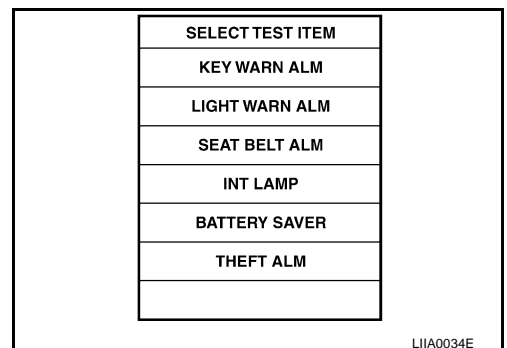 SELECT TEST ITEM
KEY WARN ALM
LIGHT WARN ALM
SEAT BELT ALM
INT LAMP
BATTERY SAVER
THEFT ALM
LIIA0034E